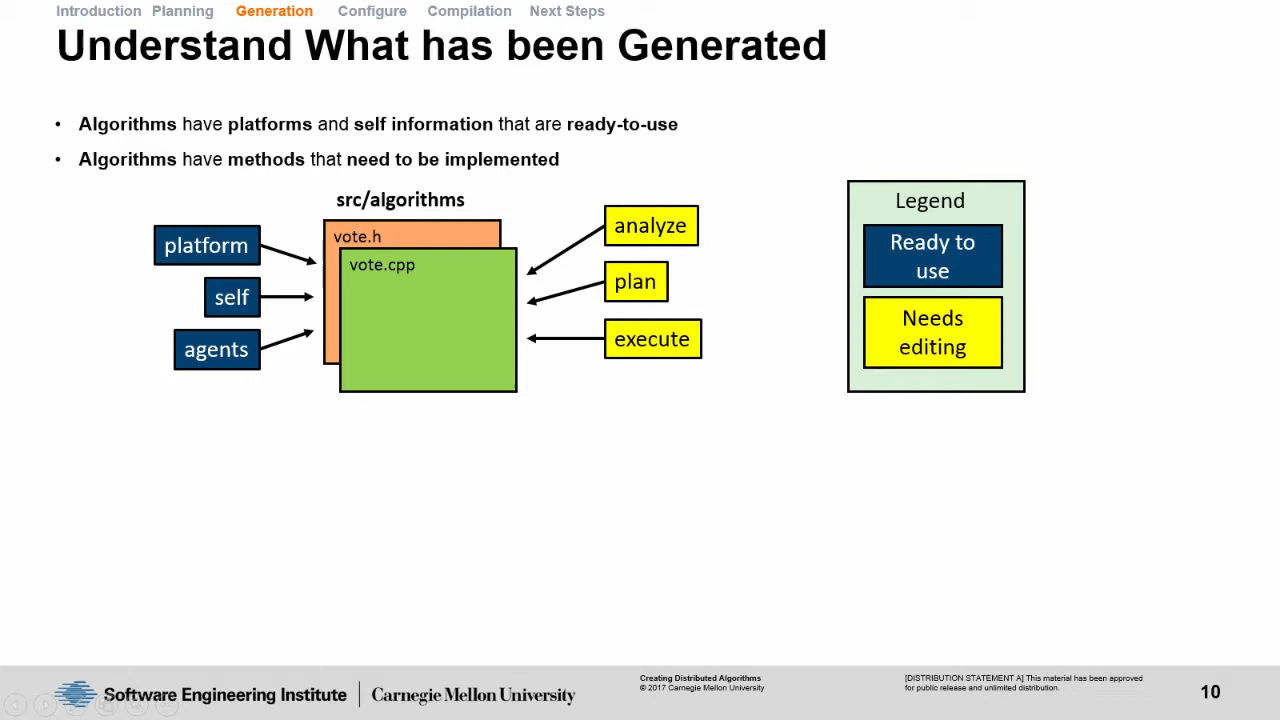 Introduction Planning Generation Configure Compilation Next Steps
Understand What has been Generated
• Algorithms have platforms and self information that are ready-to-use
• Algorithms have methods that need to be implemented
src/algorithms
vote.h
vote.cpp
platform
self
agents
analyze
plan
execute
Legend
Ready to
use
Needs
editing
Software Engineering Institute | Carnegie Mellon University
Creating Distributed Algorithms
© 2017 Carnegie Mellon University
[DISTRIBUTION STATEMENT A] This material has been approved
for public release and unlimited distribution.
10